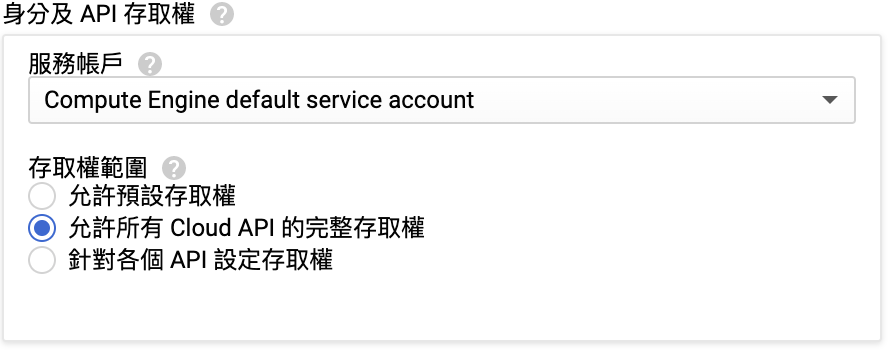 身分及 API 存取權 ?
服務帳戶 ?
Compute Engine default service account
存取權範圍 ?
允許預設存取權
允許所有 Cloud API 的完整存取權
針對各個 API 設定存取權